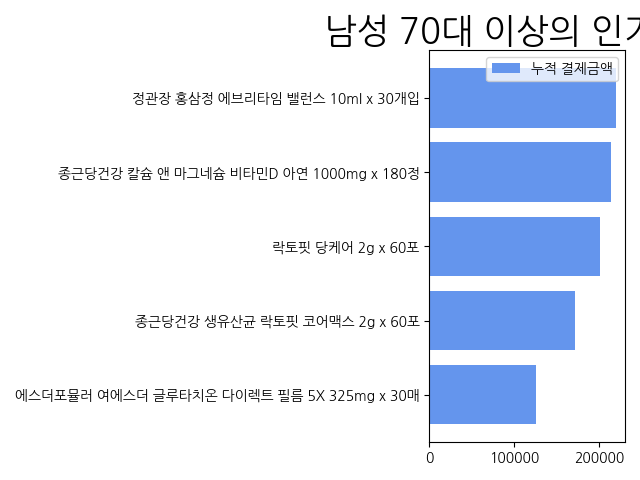 남성 70대 이상의 인기
누적 결제금액
정관장 홍삼정 에브리타임 밸런스 10ml x 30개입
종근당건강 칼슘 앤 마그네슘 비타민D 아연 1000mg x 180정
락토핏 당케어 2g x 60포
종근당건강 생유산균 락토핏 코어맥스 2g x 60포
에스더포뮬러 여에스더 글루타치온 다이렉트 필름 5X 325mg x 30매
0 100000 200000